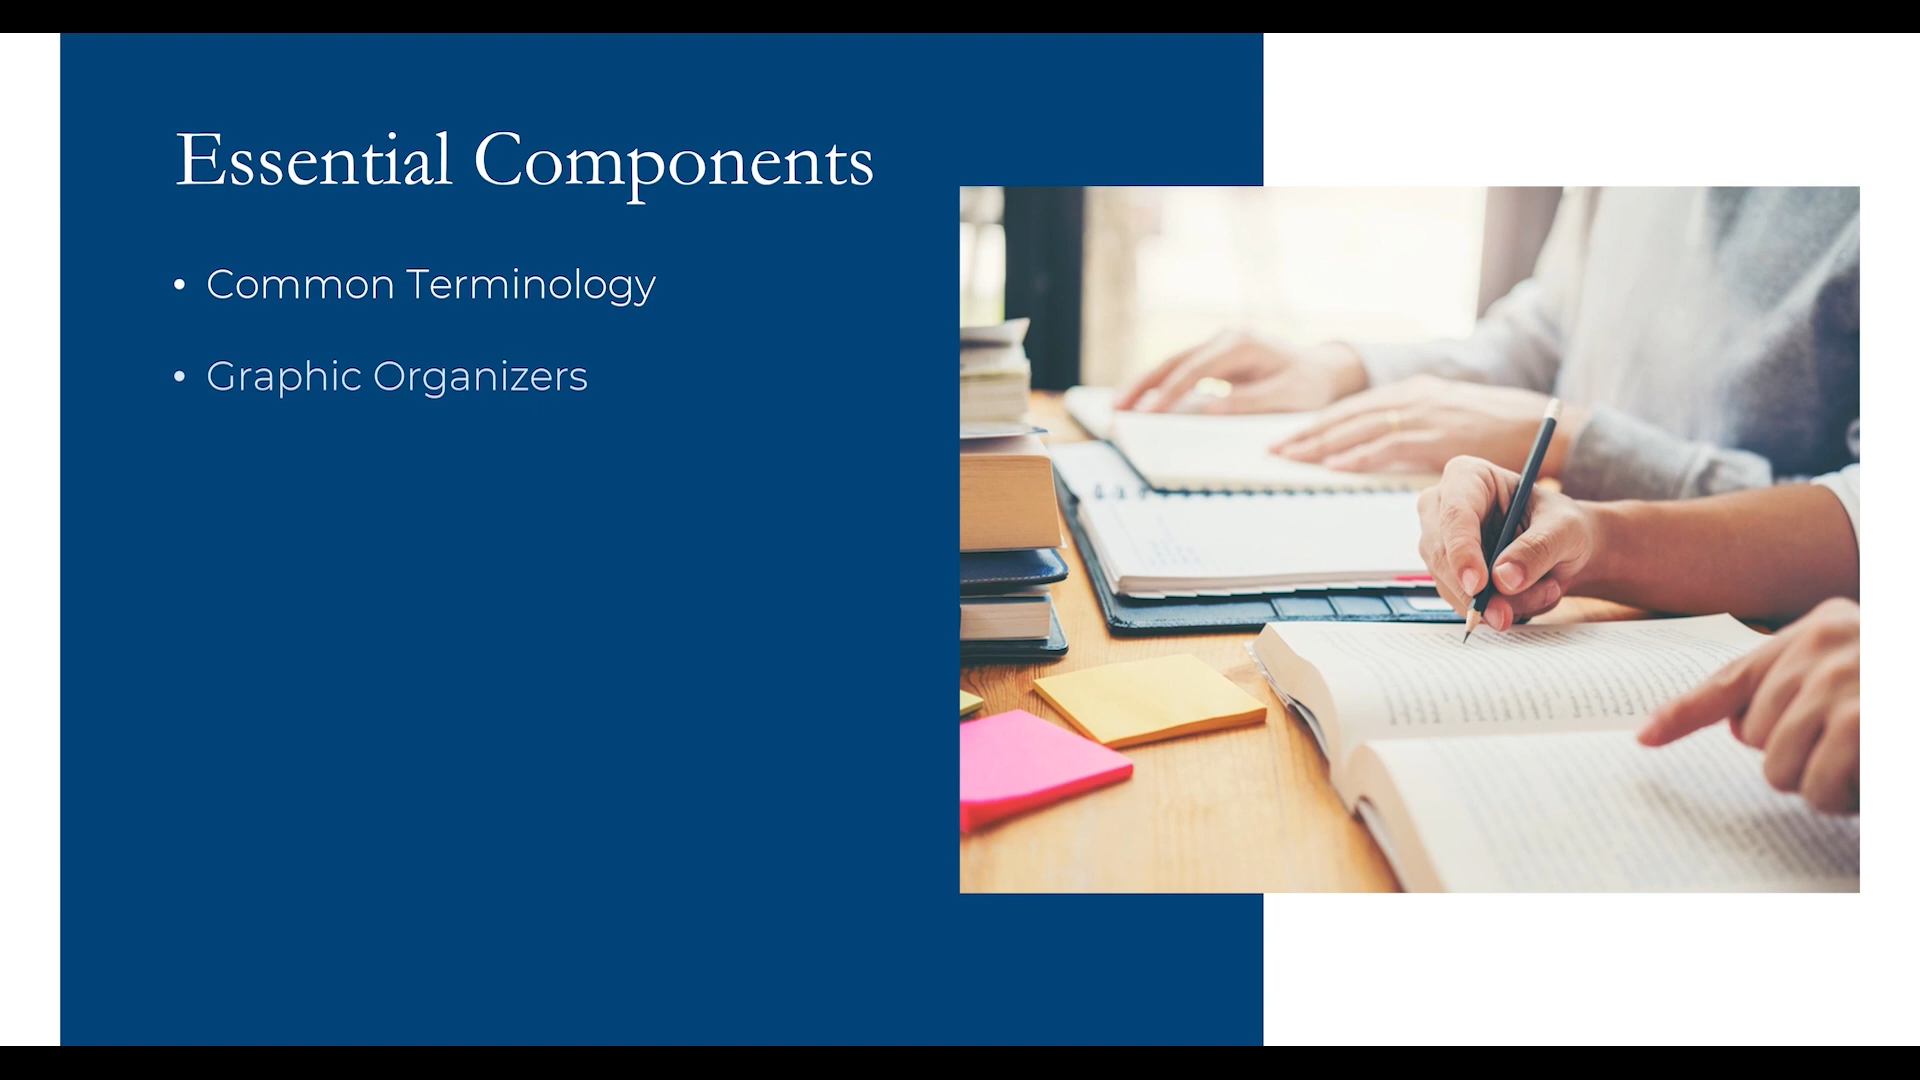 Essential Components
• Common Terminology
• Graphic Organizers